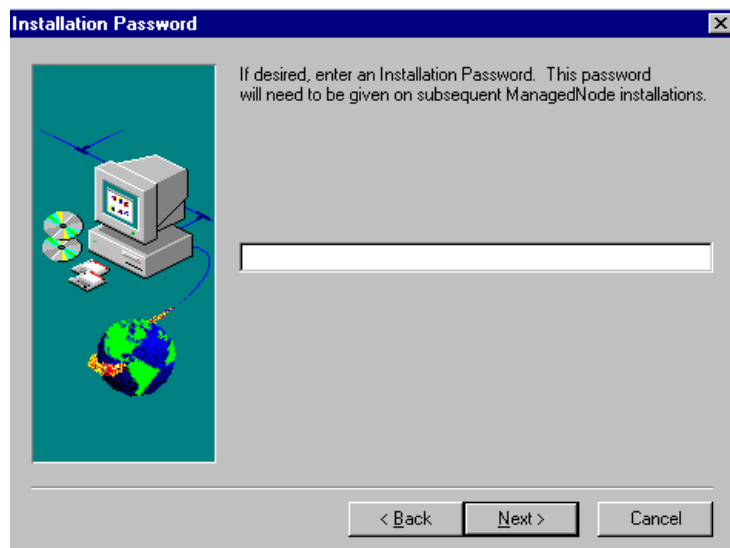 Installation Password
If desired, enter an Installation Password. This password
will need to be given on subsequent ManagedNode installations.
< Back
Next >
Cancel